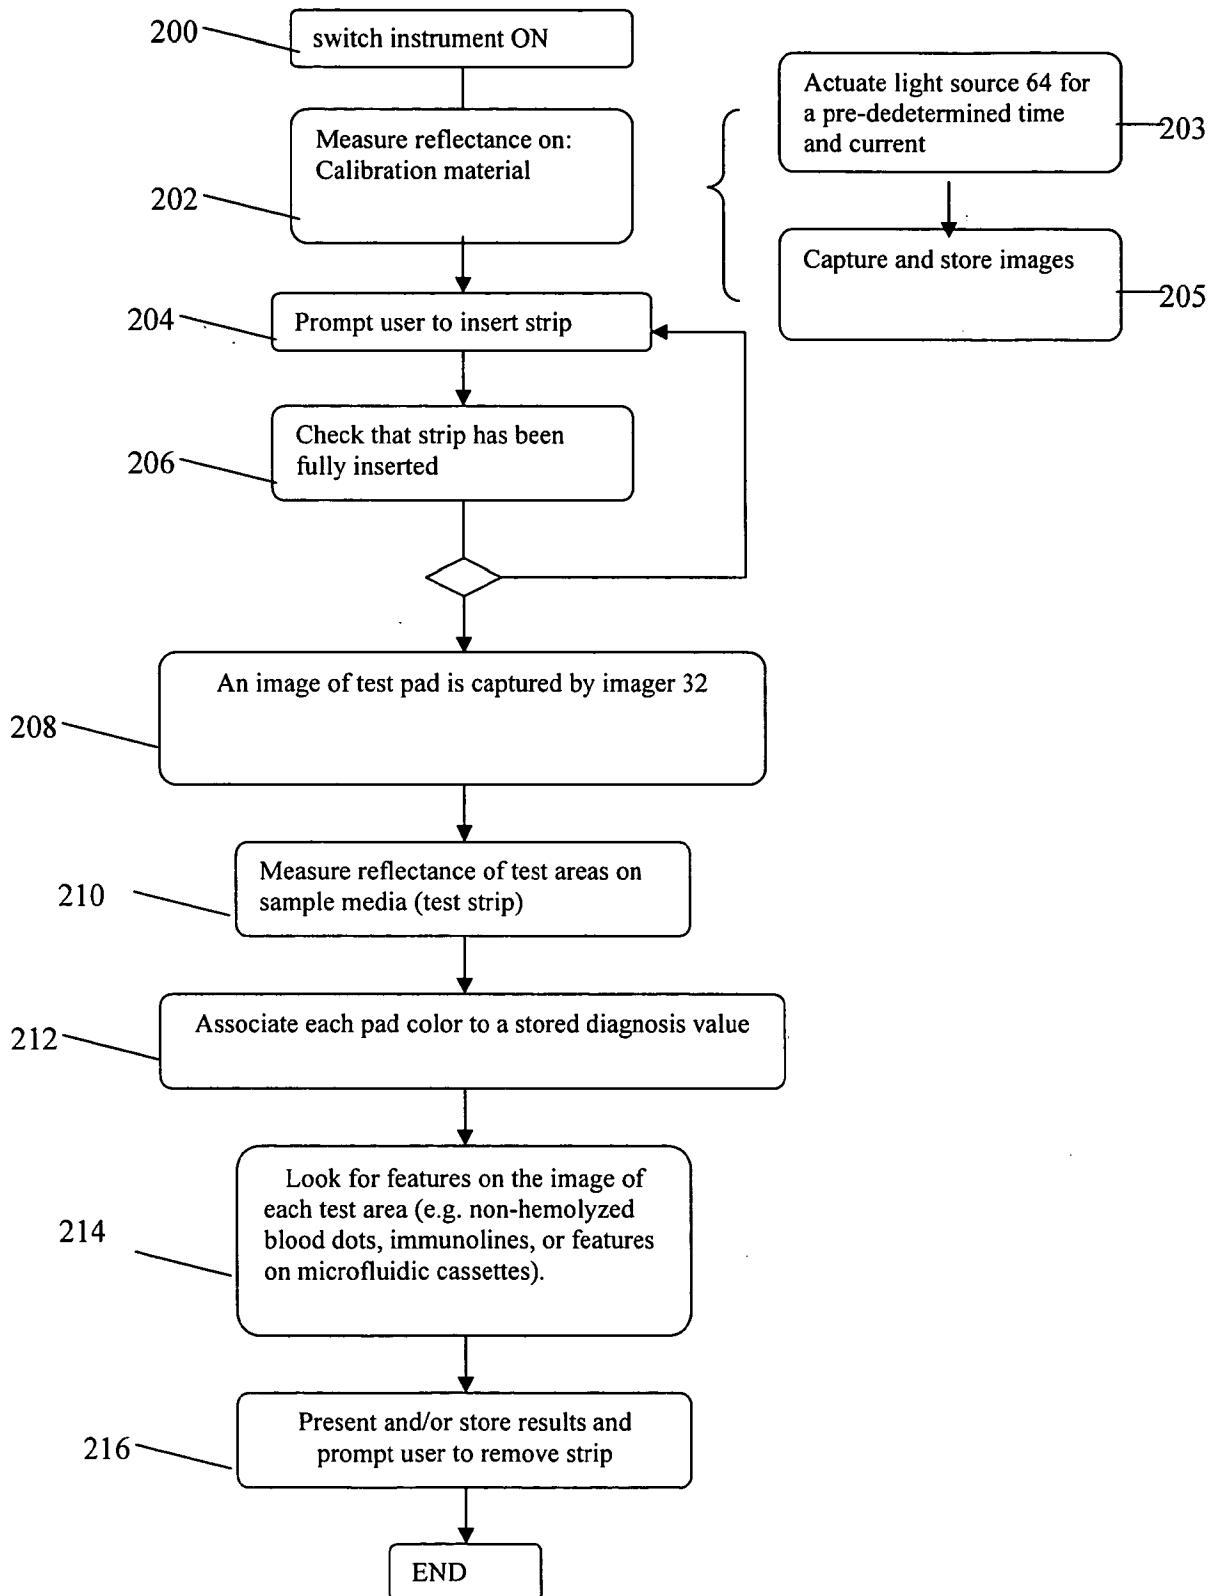 200
switch instrument ON
Actuate light source 64 for
a pre-dedetermined time
and current
203
Measure reflectance on:
Calibration material
202
Capture and store images
205
204
Prompt user to insert strip
Check that strip has been
fully inserted
206
An image of test pad is captured by imager 32
208
Measure reflectance of test areas on
sample media (test strip)
210
Associate each pad color to a stored diagnosis value
212
Look for features on the image of
each test area (e.g. non-hemolyzed
blood dots, immunolines, or features
on microfluidic cassettes).
214
Present and/or store results and
prompt user to remove strip
216
END